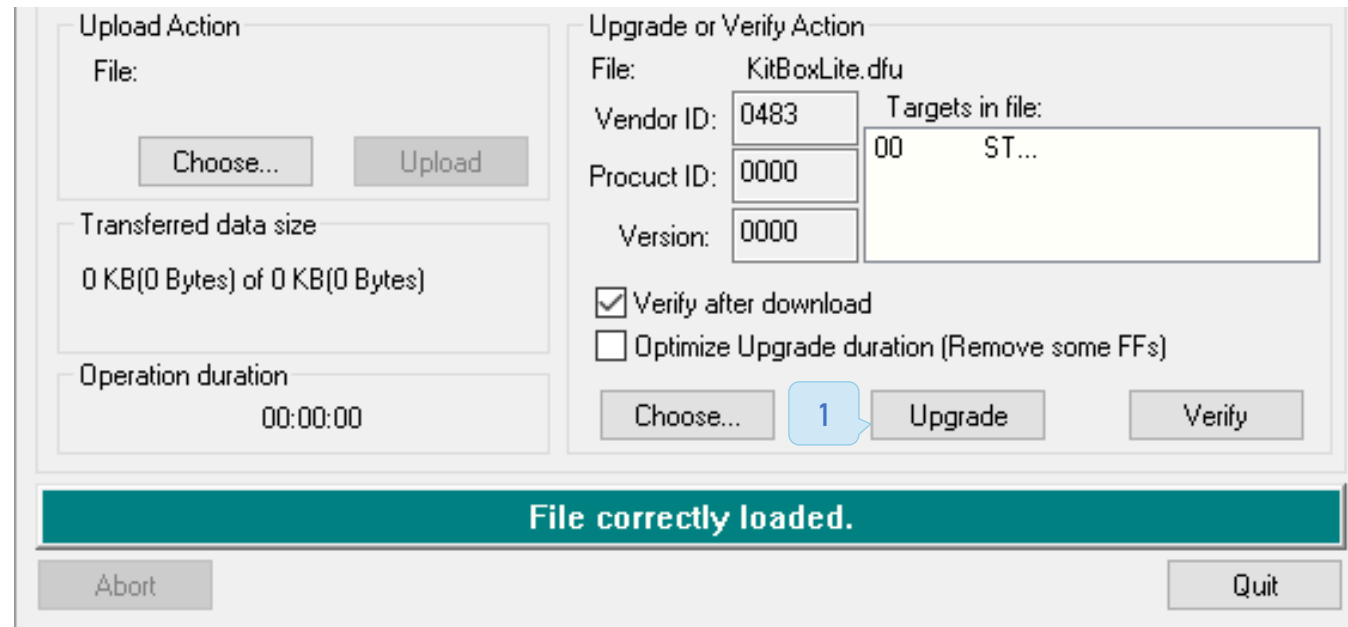 Upload Action
File:
Choose...
Upload
Transferred data size
0 KB(0 Bytes) of 0 KB(0 Bytes)
Operation duration
00:00:00
Upgrade or Verify Action
File: KitBoxLite.dfu
Vendor ID: 0483
Procuct ID: 0000
Version: 0000
Targets in file:
00 ST...
Verify after download
Optimize Upgrade duration (Remove some FFs)
Choose... 1 Upgrade Verify
File correctly loaded.
Abort Quit